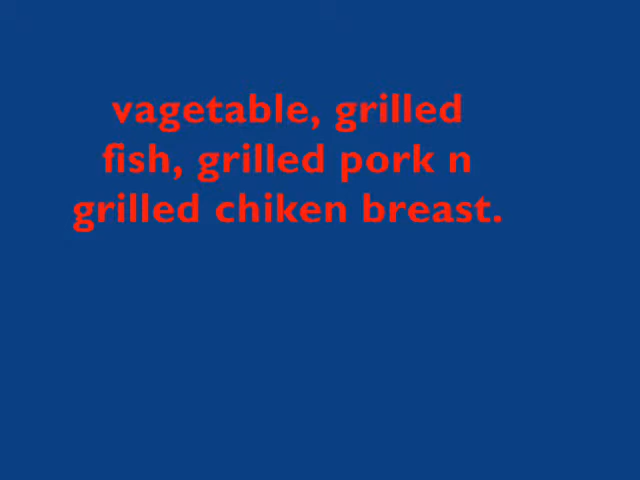 vagetable, grilled
fish, grilled pork n
grilled chiken breast.